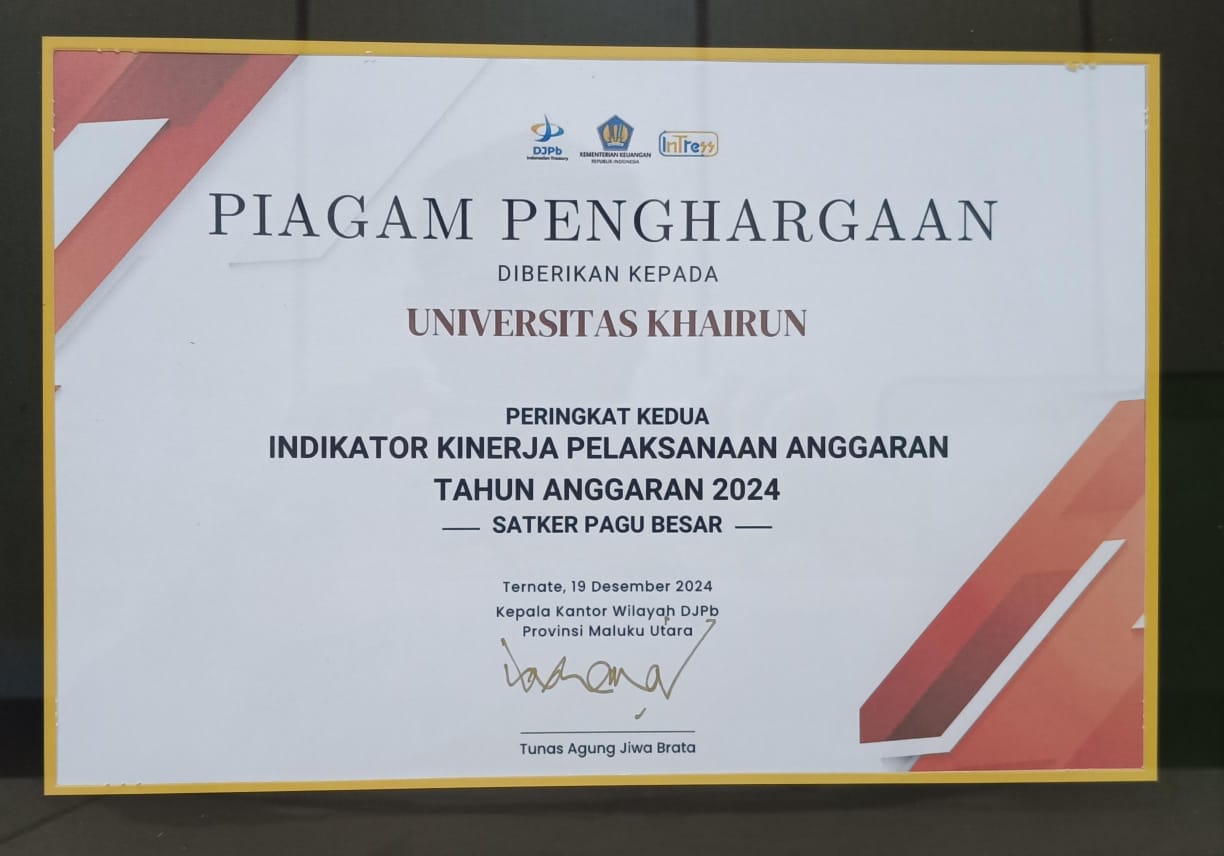 DJPb
Indonesian Treasury
KEMENTERIAN KEUANGAN
REPUBLIK INDONESIA
InTress
PIAGAM PENGHARGAAN
DIBERIKAN KEPADA
UNIVERSITAS KHAIRUN
PERINGKAT KEDUA
INDIKATOR KINERJA PELAKSANAAN ANGGARAN
TAHUN ANGGARAN 2024
SATKER PAGU BESAR
Ternate, 19 Desember 2024
Kepala Kantor Wilayah DJPb
Provinsi Maluku Utara
Tunas Agung Jiwa Brata